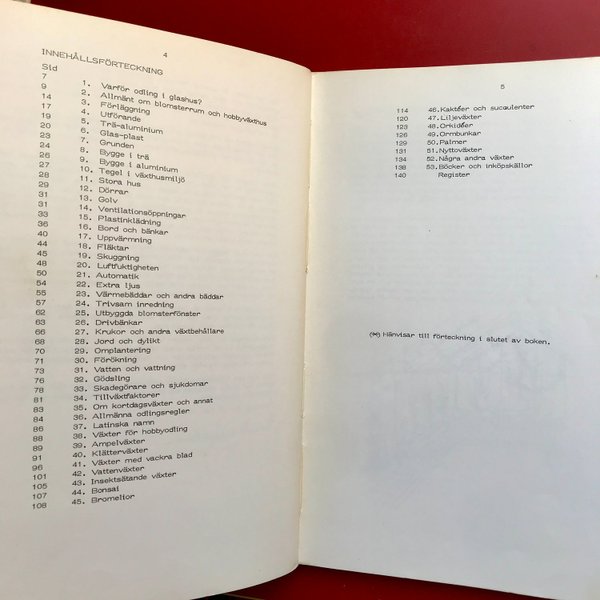 4
INNEHÅLLSFÖRTECKNING
Sid
7 1. Varför odling i glashus?
9 2. Allmänt om blomsterrum och hobbyväxthus
14 3. Förläggning
17 4. Utförande
19 5. Trä-aluminium
20 6. Glas-plast
24 7. Grunden
26 8. Bygge i trä
27 9. Bygge i aluminium
28 10. Tegel i växthusmiljö
28 11. Stora hus
29 12. Dörrar
31 13. Golv
31 14. Ventilationsöppningar
33 15. Plastinklädning
36 16. Bord och bänkar
40 17. Uppvärmning
44 18. Fläktar
45 19. Skuggning
48 20. Luftfuktigheten
50 21. Automatik
54 22. Extra ljus
55 23. Värmebäddar och andra bäddar
57 24. Trivsam inredning
62 25. Utbyggda blomsterfönster
63 26. Drivbänkar
66 27. Krukor och andra växtbehållare
68 28. Jord och dylikt
70 29. Omplantering
71 30. Förökning
73 31. Vatten och vattning
76 32. Gödsling
78 33. Skadegörare och sjukdomar
81 34. Tillväxtfaktorer
83 35. Om kortdagsväxter och annat
84 36. Allmänna odlingsregler
86 37. Latinska namn
88 38. Växter för hobbyodling
89 39. Ampelväxter
91 40. Klätterväxter
96 41. Växter med vackra blad
101 42. Vattenväxter
105 43. Insektsätande växter
107 44. Bonsai
108 45. Bromelior
5
114 46. Kaktéer och succulenter
120 47. Liljeväxter
123 48. Orkidéer
126 49. Ormbunkar
129 50. Palmer
131 51. Nyttoväxter
134 52. Några andra växter
138 53. Böcker och inköpskällor
140 Register
(*) Hänvisar till förteckning i slutet av boken.